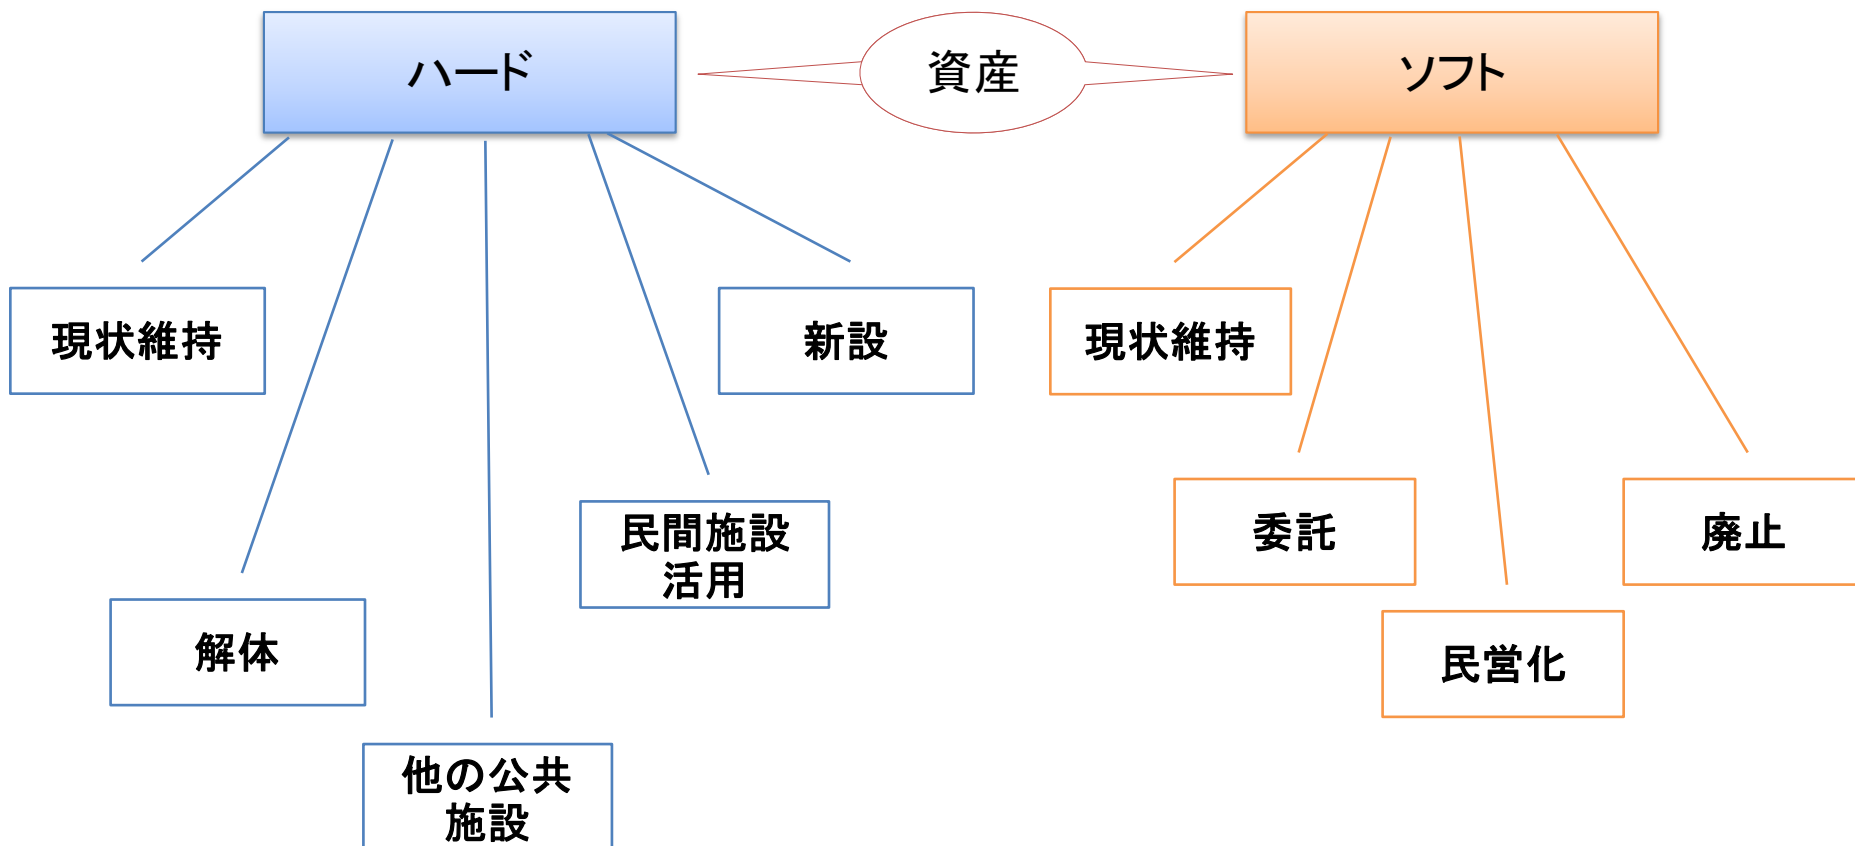 ハード
資産
ソフト
現状維持
新設
現状維持
委託
廃止
民間施設
活用
解体
民営化
他の公共
施設